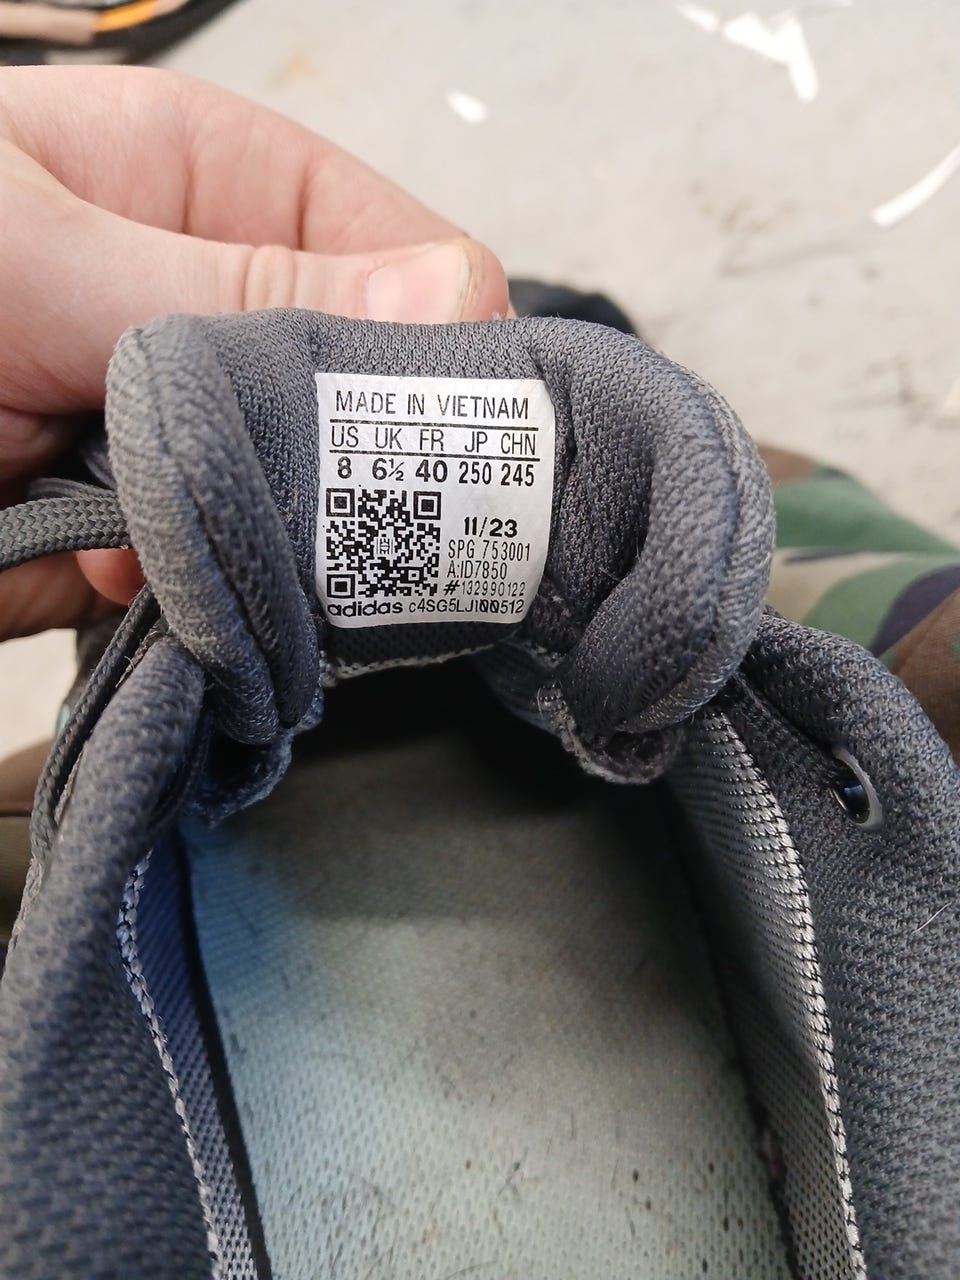 MADE IN VIETNAM
US UK FR JP CHN
8 6½ 40 250 245
11/23
SPG 753001
A:ID7850
#132990122
adidas c4SG5LJ100512